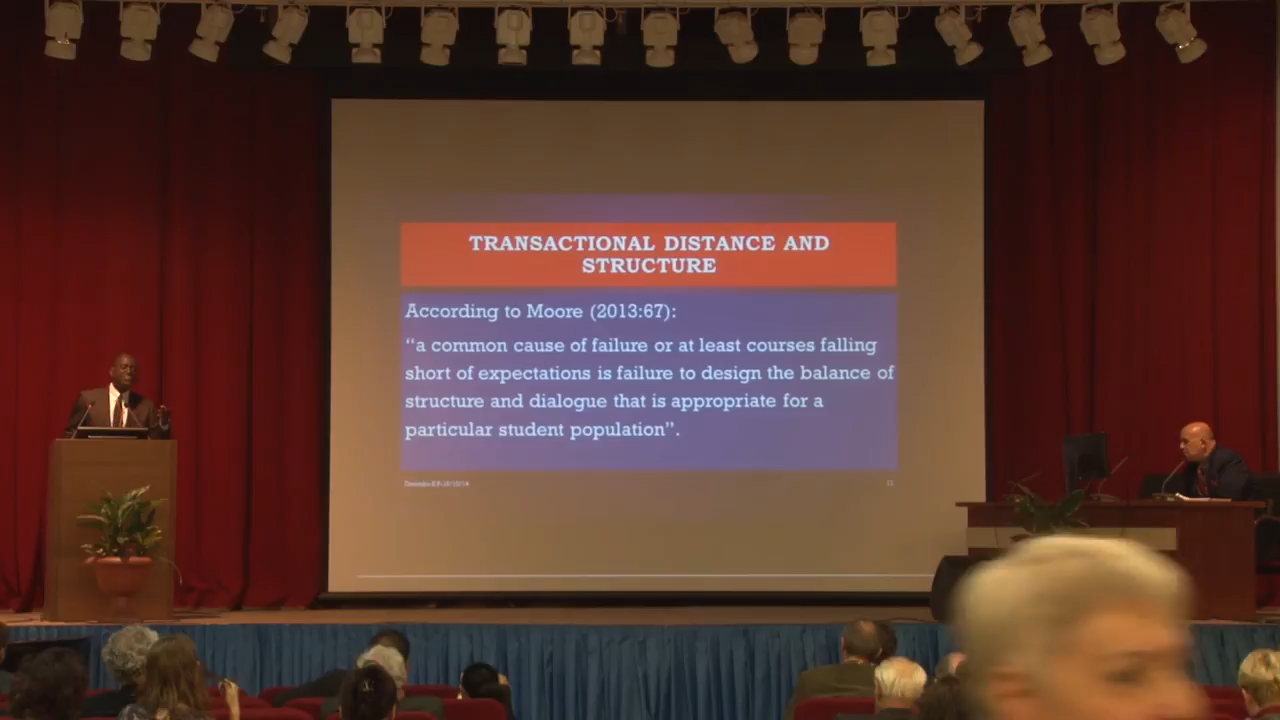 TRANSACTIONAL DISTANCE AND
STRUCTURE
According to Moore (2013:67):
“a common cause of failure or at least courses falling
short of expectations is failure to design the balance of
structure and dialogue that is appropriate for a
particular student population”.